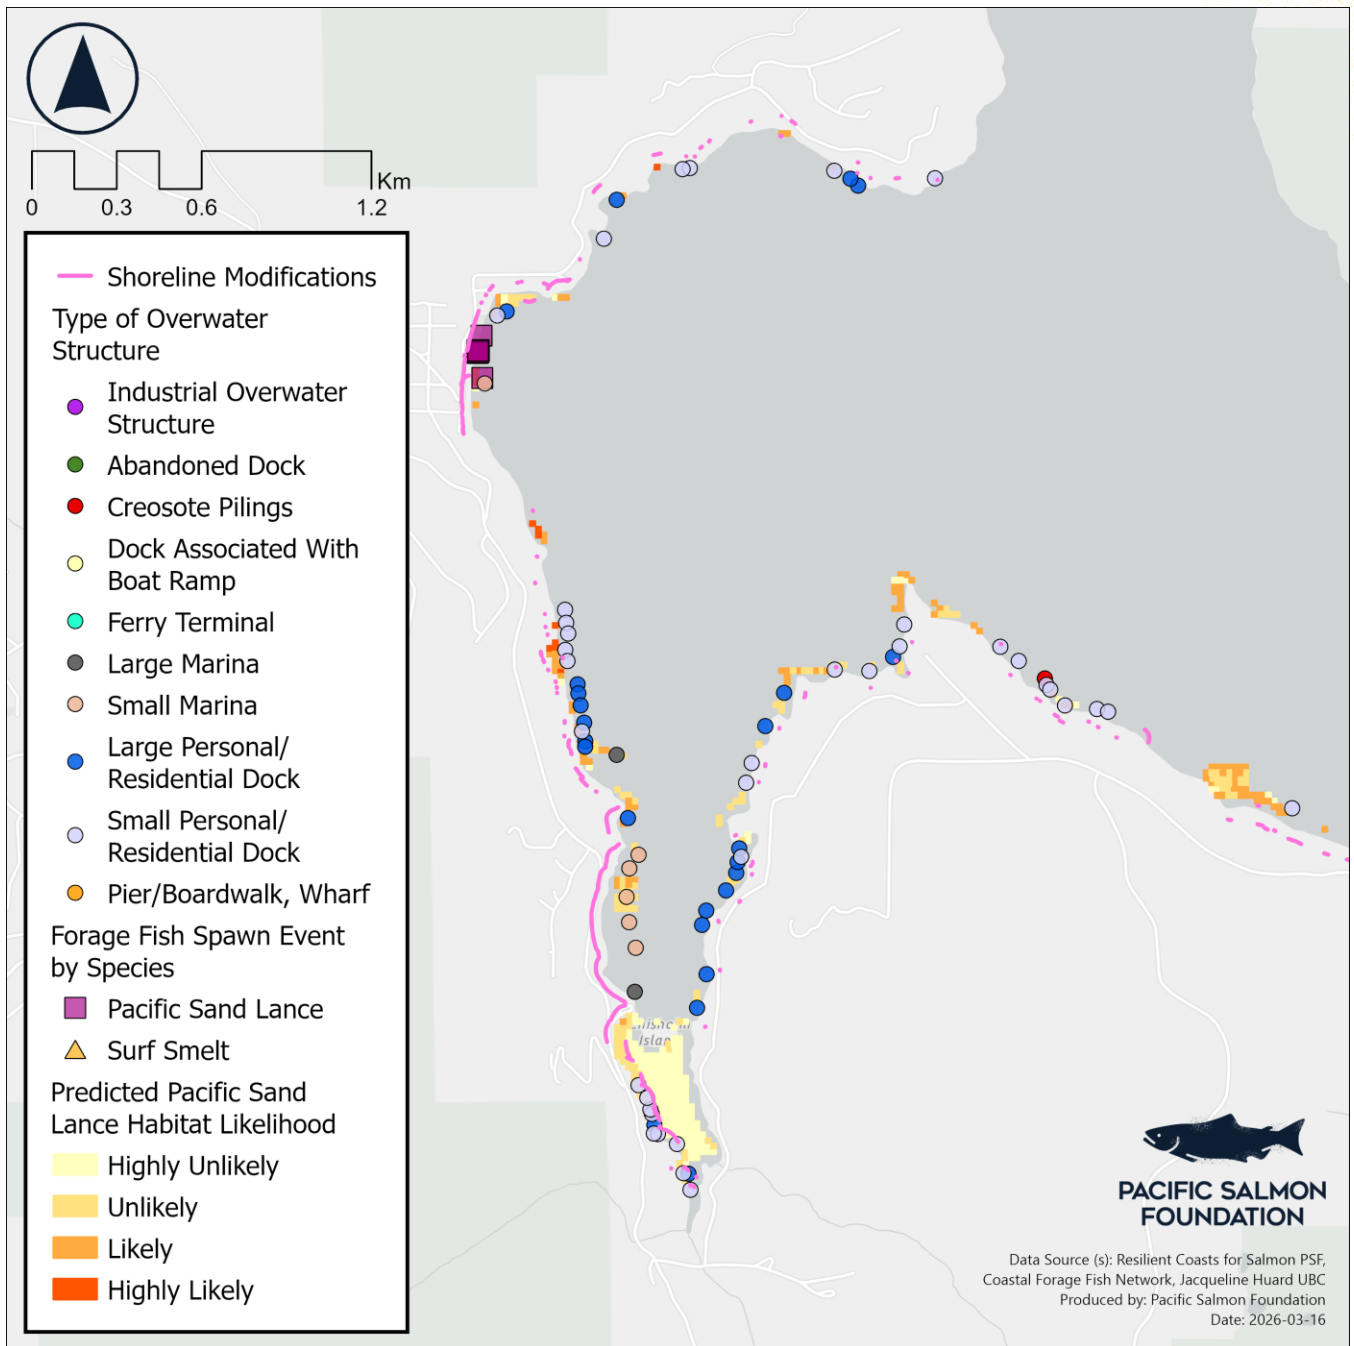 Km
0 0.3 0.6 1.2
Shoreline Modifications
Type of Overwater
Structure
Industrial Overwater
Structure
Abandoned Dock
Creosote Pilings
Dock Associated With
Boat Ramp
Ferry Terminal
Large Marina
Small Marina
Large Personal/
Residential Dock
Small Personal/
Residential Dock
Pier/Boardwalk, Wharf
Forage Fish Spawn Event
by Species
Pacific Sand Lance
Surf Smelt
Predicted Pacific Sand
Lance Habitat Likelihood
Highly Unlikely
Unlikely
Likely
Highly Likely
PACIFIC SALMON
FOUNDATION
Data Source (s): Resilient Coasts for Salmon PSF,
Coastal Forage Fish Network, Jacqueline Huard UBC
Produced by: Pacific Salmon Foundation
Date: 2026-03-16